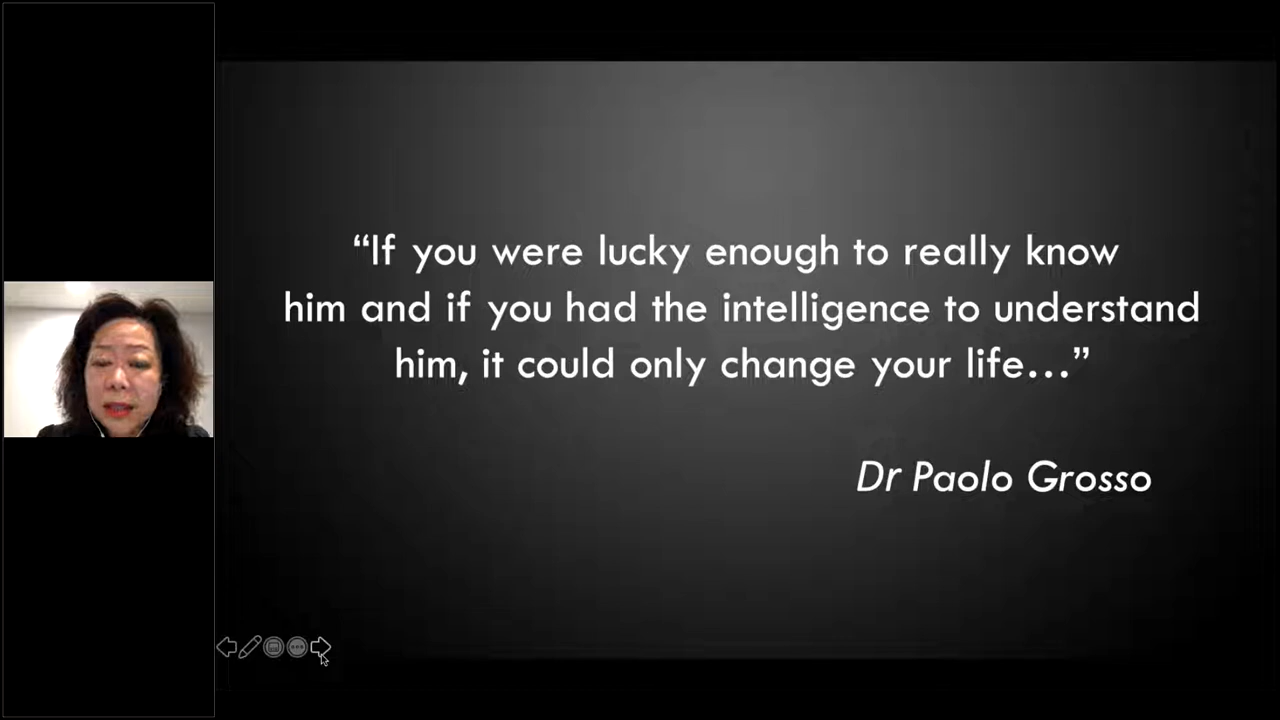 “If you were lucky enough to really know
him and if you had the intelligence to understand
him, it could only change your life…”
Dr Paolo Grosso